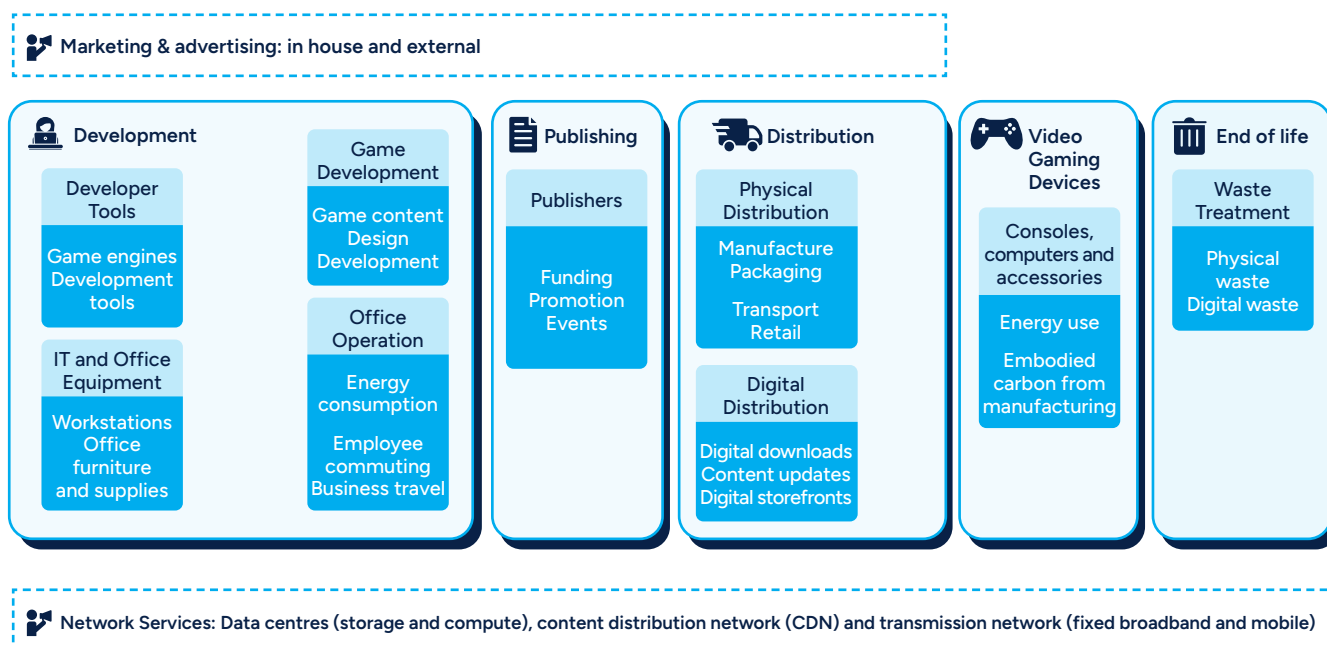 Marketing & advertising: in house and external
Development
Developer
Tools
Game engines
Development
tools
IT and Office
Equipment
Workstations
Office
furniture
and supplies
Game
Development
Game content
Design
Development
Office
Operation
Energy
consumption
Employee
commuting
Business travel
Publishing
Publishers
Funding
Promotion
Events
Distribution
Physical
Distribution
Manufacture
Packaging
Transport
Retail
Digital
Distribution
Digital downloads
Content updates
Digital storefronts
Video
Gaming
Devices
Consoles,
computers and
accessories
Energy use
Embodied
carbon from
manufacturing
End of life
Waste
Treatment
Physical
waste
Digital waste
Network Services: Data centres (storage and compute), content distribution network (CDN) and transmission network (fixed broadband and mobile)